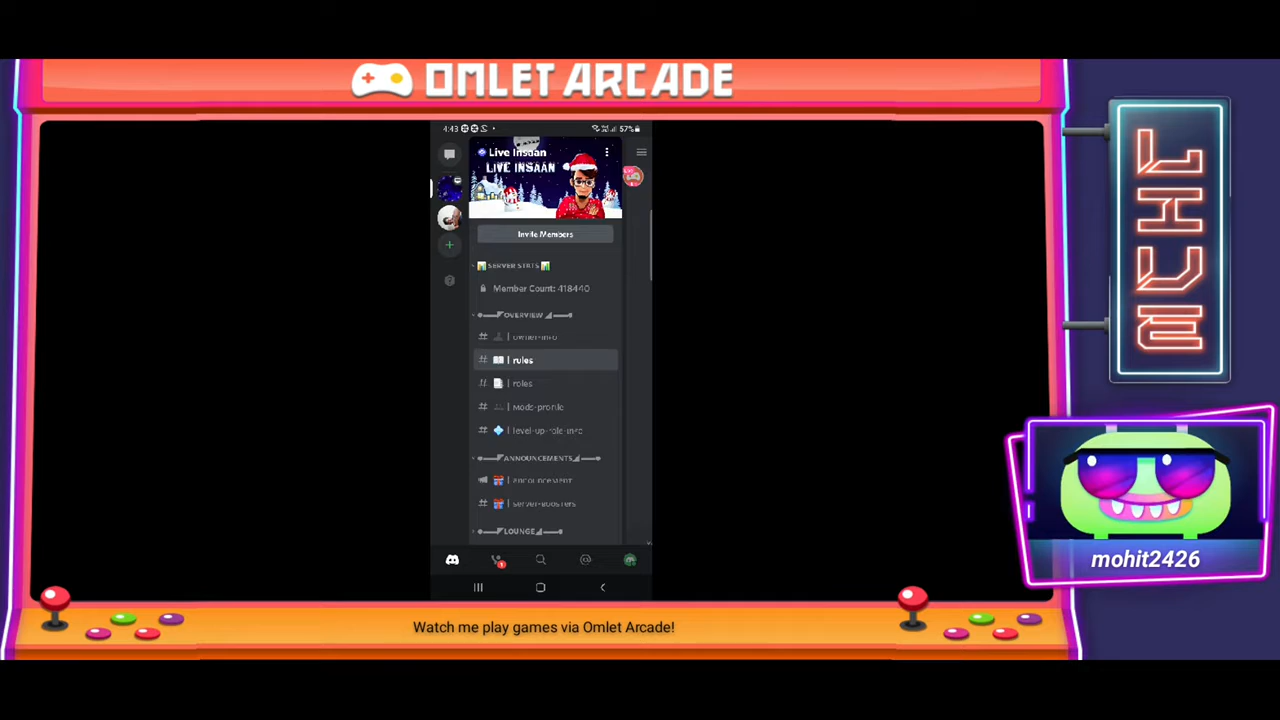 OMLET ARCADE
4:43
57%
Live Insaan
LIVE INSAAN
Invite Members
SERVER STATS
Member Count: 418440
OVERVIEW
# | owner-info
# | rules
# | roles
# | Mods-profile
# | level-up-role-info
ANNOUNCEMENTS
# | server-boosters
LOUNGE
LIVE
mohit2426
Watch me play games via Omlet Arcade!